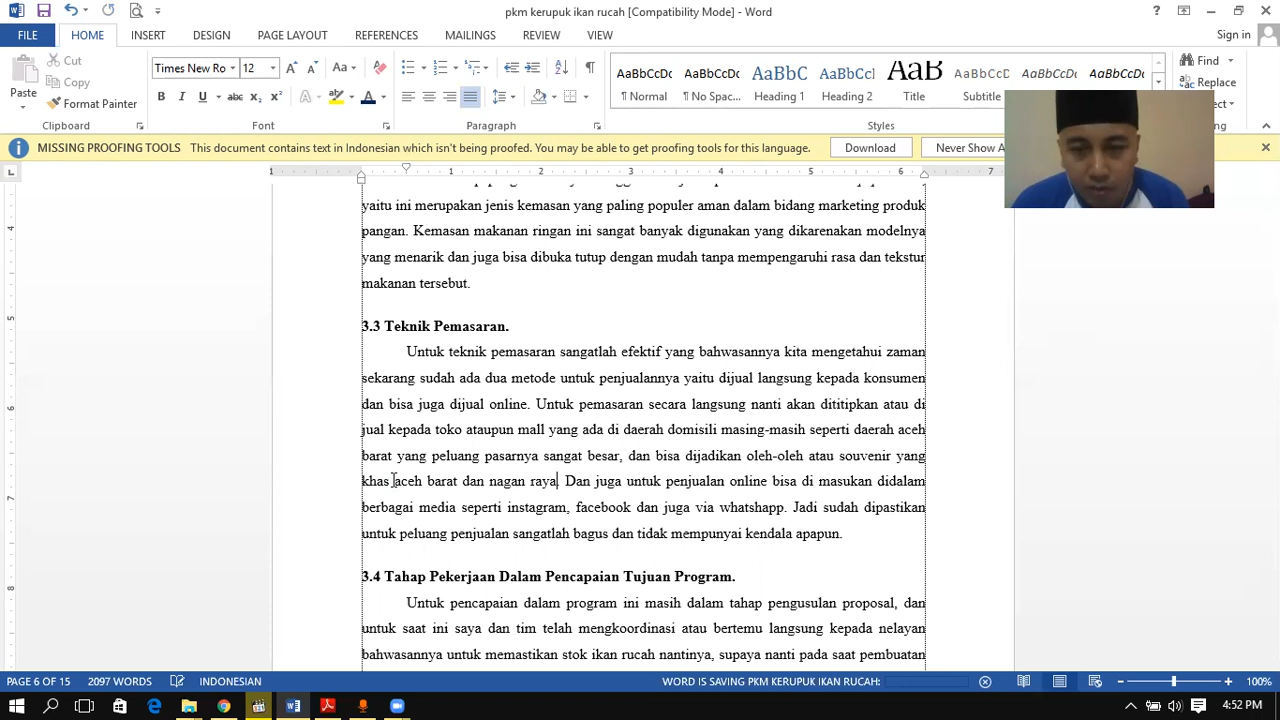 pkm kerupuk ikan rucah [Compatibility Mode] - Word
FILE HOME INSERT DESIGN PAGE LAYOUT REFERENCES MAILINGS REVIEW VIEW Sign in
Cut
Copy
Format Painter
Paste
Clipboard
Times New Ro 12
Font
Paragraph
AaBbCcDc AaBbCcDc AaBbC AaBbCcL AaB AaBbCcD AaBbCcDc AaBbCcDc
¶ Normal ¶ No Spac... Heading 1 Heading 2 Title Subtitle
Styles
Find
Replace
MISSING PROOFING TOOLS This document contains text in Indonesian which isn't being proofed. You may be able to get proofing tools for this language. Download Never Show A
yaitu ini merupakan jenis kemasan yang paling populer aman dalam bidang marketing produk
pangan. Kemasan makanan ringan ini sangat banyak digunakan yang dikarenakan modelnya
yang menarik dan juga bisa dibuka tutup dengan mudah tanpa mempengaruhi rasa dan tekstur
makanan tersebut.
3.3 Teknik Pemasaran.
Untuk teknik pemasaran sangatlah efektif yang bahwasannya kita mengetahui zaman
sekarang sudah ada dua metode untuk penjualannya yaitu dijual langsung kepada konsumen
dan bisa juga dijual online. Untuk pemasaran secara langsung nanti akan dititipkan atau di
jual kepada toko ataupun mall yang ada di daerah domisili masing-masih seperti daerah aceh
barat yang peluang pasarnya sangat besar, dan bisa dijadikan oleh-oleh atau souvenir yang
khas aceh barat dan nagan raya. Dan juga untuk penjualan online bisa di masukan didalam
berbagai media seperti instagram, facebook dan juga via whatshapp. Jadi sudah dipastikan
untuk peluang penjualan sangatlah bagus dan tidak mempunyai kendala apapun.
3.4 Tahap Pekerjaan Dalam Pencapaian Tujuan Program.
Untuk pencapaian dalam program ini masih dalam tahap pengusulan proposal, dan
untuk saat ini saya dan tim telah mengkoordinasi atau bertemu langsung kepada nelayan
bahwasannya untuk memastikan stok ikan rucah nantinya, supaya nanti pada saat pembuatan
PAGE 6 OF 15 2097 WORDS INDONESIAN WORD IS SAVING PKM KERUPUK IKAN RUCAH: 100%
4:52 PM